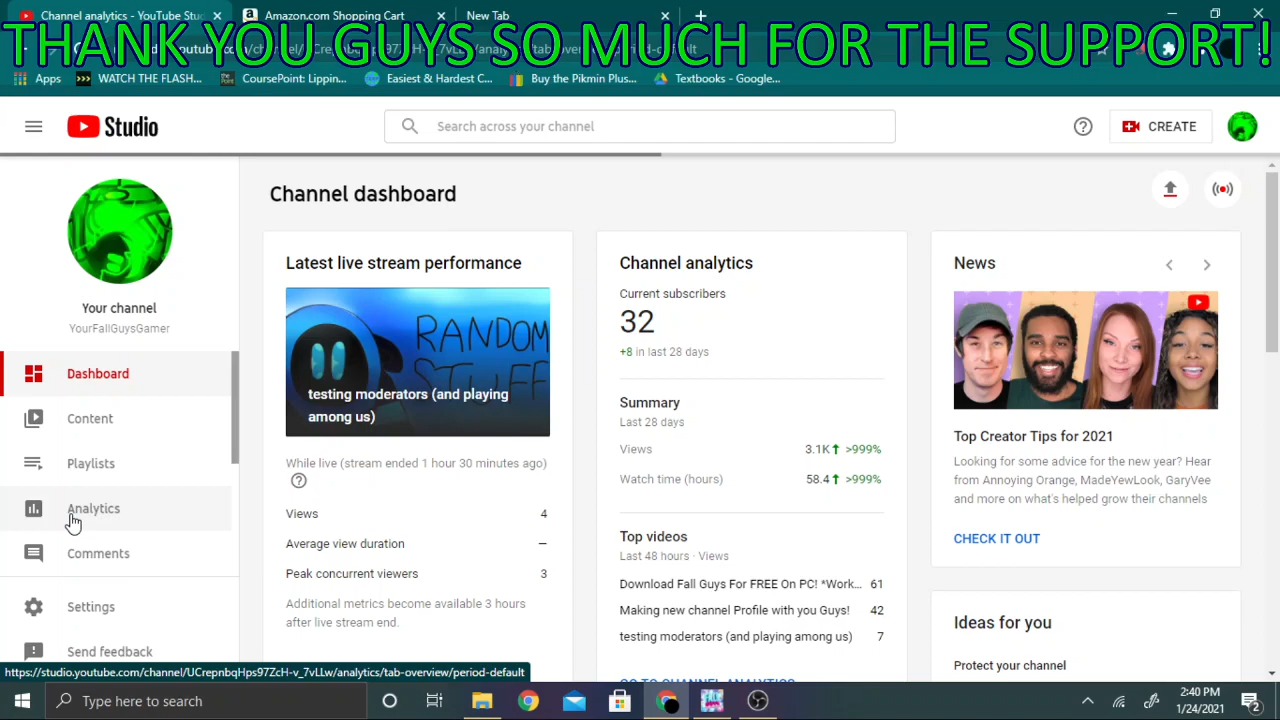 Channel analytics - YouTube Stu
Amazon.com Shopping Cart
New Tab
THANK YOU GUYS SO MUCH FOR THE SUPPORT!
Apps
WATCH THE FLASH...
CoursePoint: Lippin...
Easiest & Hardest C...
Buy the Pikmin Plus...
Textbooks - Google...
Studio
Search across your channel
CREATE
Channel dashboard
Your channel
YourFallGuysGamer
Dashboard
Content
Playlists
Analytics
Comments
Settings
Send feedback
Latest live stream performance
RANDOM
STUFF
testing moderators (and playing
among us)
While live (stream ended 1 hour 30 minutes ago)
Views 4
Average view duration —
Peak concurrent viewers 3
Additional metrics become available 3 hours
after live stream end.
Channel analytics
Current subscribers
32
+8 in last 28 days
Summary
Last 28 days
Views 3.1K >999%
Watch time (hours) 58.4 >999%
Top videos
Last 48 hours · Views
Download Fall Guys For FREE On PC! *Work... 61
Making new channel Profile with you Guys! 42
testing moderators (and playing among us) 7
GO TO CHANNEL ANALYTICS
News
Top Creator Tips for 2021
Looking for some advice for the new year? Hear
from Annoying Orange, MadeYewLook, GaryVee
and more on what's helped grow their channels
CHECK IT OUT
Ideas for you
Protect your channel
https://studio.youtube.com/channel/UCrepnbqHps97ZcH-v_7vLLw/analytics/tab-overview/period-default
Type here to search
2:40 PM
1/24/2021
2